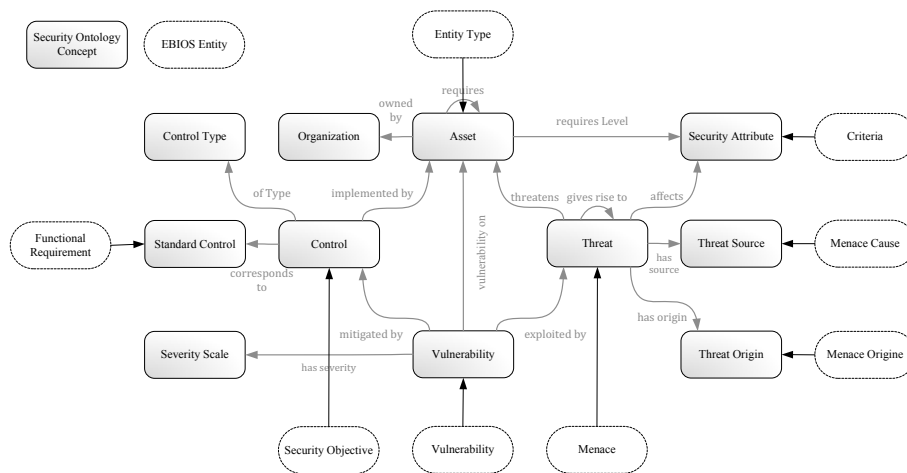 Security Ontology
Concept
EBIOS Entity
Entity Type
requires
owned
by
Control Type
Organization
Asset
requires Level
Security Attribute
Criteria
of Type
implemented by
vulnerability on
threatens
gives rise to
affects
Functional
Requirement
Standard Control
Control
Threat
has
source
Threat Source
Menace Cause
corresponds
to
mitigated by
exploited by
has origin
Severity Scale
has severity
Vulnerability
Threat Origin
Menace Origine
Security Objective
Vulnerability
Menace